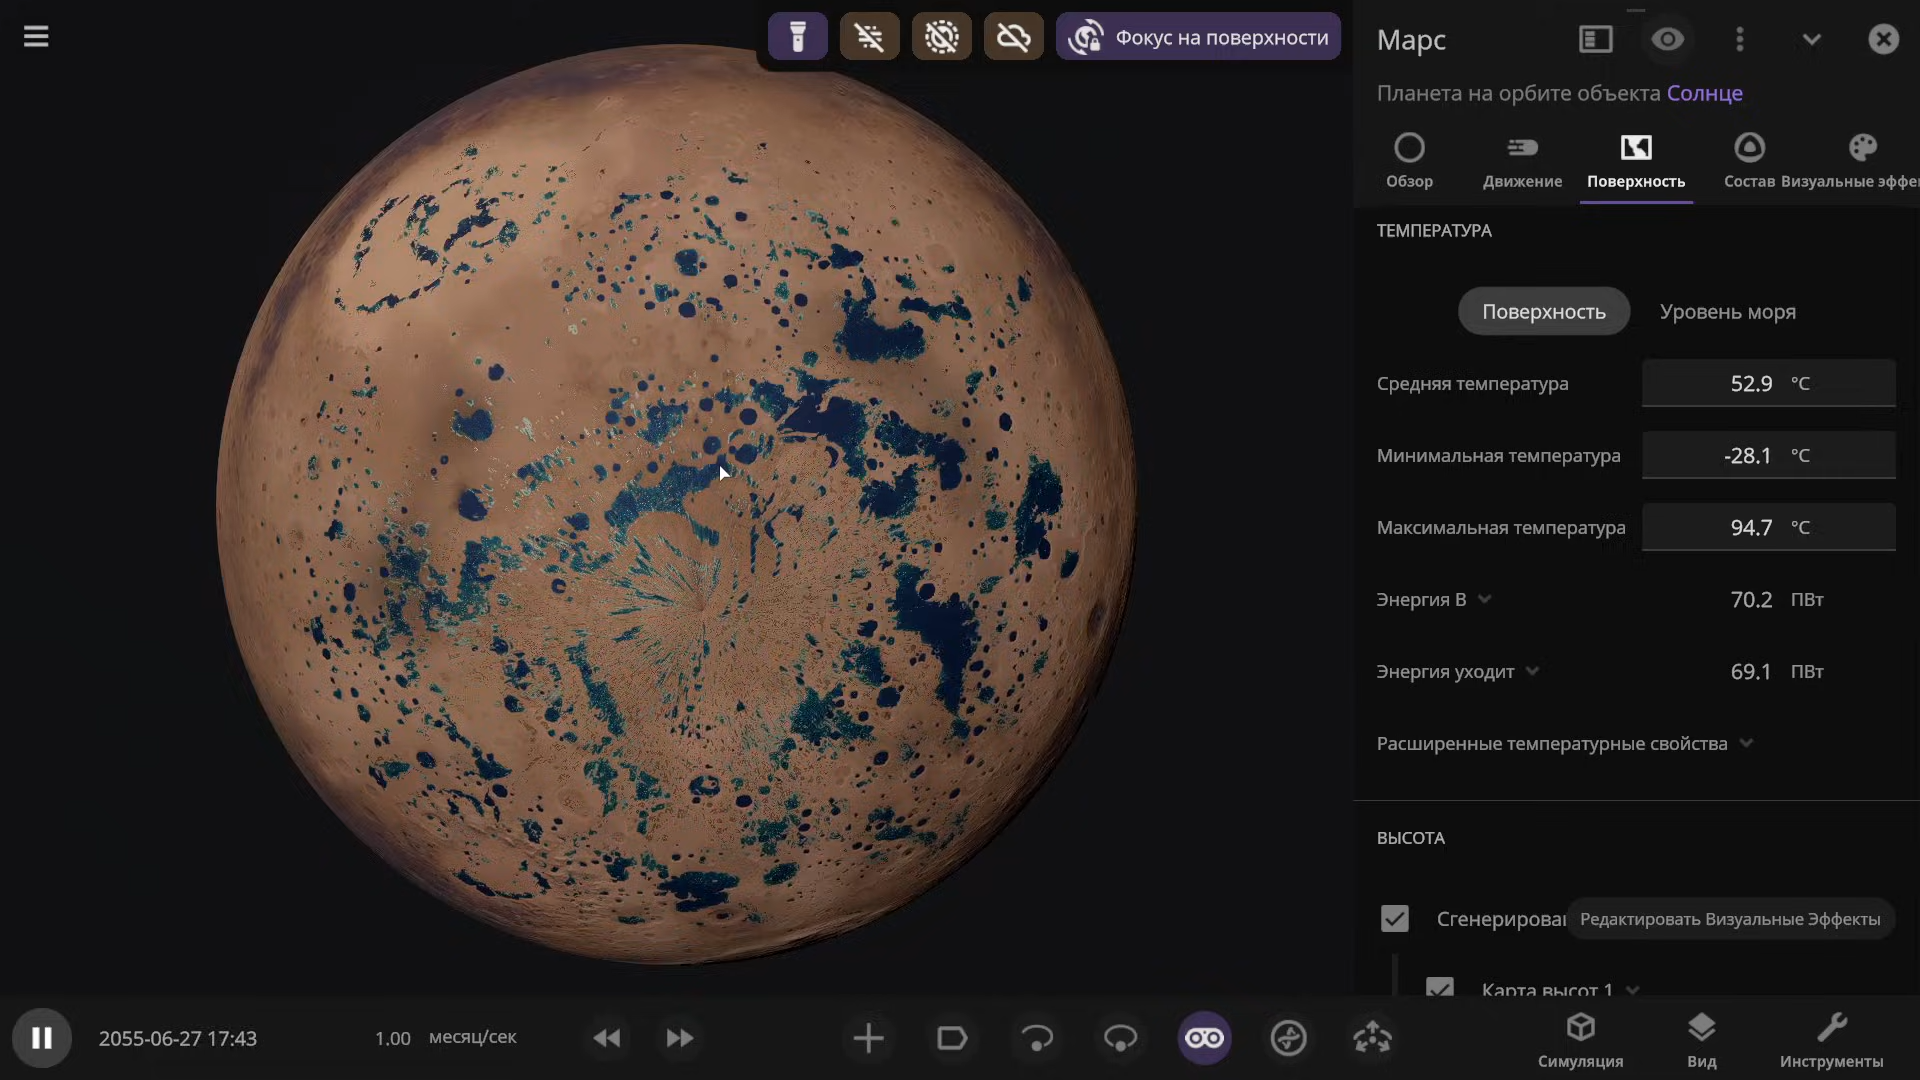 Фокус на поверхности
Марс
Планета на орбите объекта Солнце
Обзор
Движение
Поверхность
Состав
Визуальные эффе
ТЕМПЕРАТУРА
Поверхность
Уровень моря
Средняя температура
52.9 °C
Минимальная температура
-28.1 °C
Максимальная температура
94.7 °C
Энергия В
70.2 ПВт
Энергия уходит
69.1 ПВт
Расширенные температурные свойства
ВЫСОТА
Сгенерирова
Редактировать Визуальные Эффекты
Карта высот 1
2055-06-27 17:43
1.00 месяц/сек
Симуляция
Вид
Инструменты